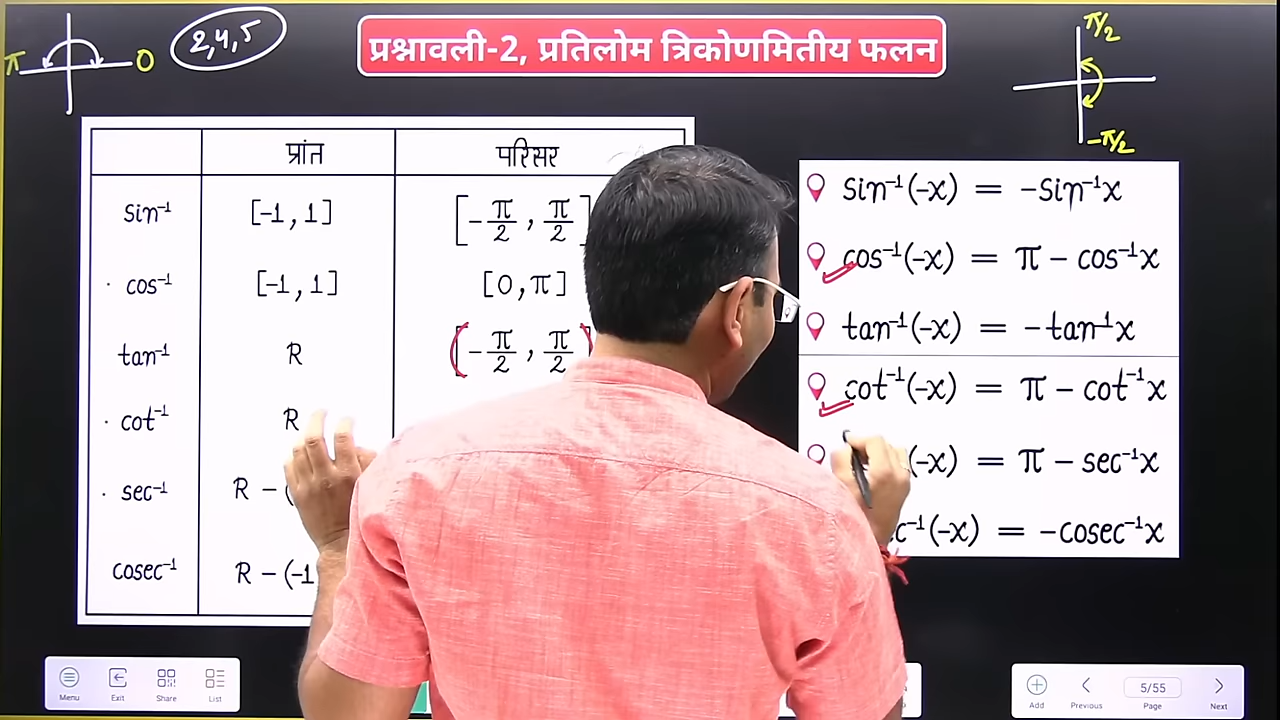 π 0 2,4,5
प्रश्नावली-2, प्रतिलोम त्रिकोणमितीय फलन
π/2
-π/2
प्रांत परिसर
sin⁻¹ [-1, 1] [-π/2, π/2]
cos⁻¹ [-1, 1] [0, π]
tan⁻¹ R (-π/2, π/2)
cot⁻¹ R
sec⁻¹ R - (
cosec⁻¹ R - (-1
sin⁻¹(-x) = -sin⁻¹x
cos⁻¹(-x) = π - cos⁻¹x
tan⁻¹(-x) = -tan⁻¹x
cot⁻¹(-x) = π - cot⁻¹x
(-x) = π - sec⁻¹x
c⁻¹(-x) = -cosec⁻¹x
Menu Exit Share List
Add Previous 5/55 Page Next